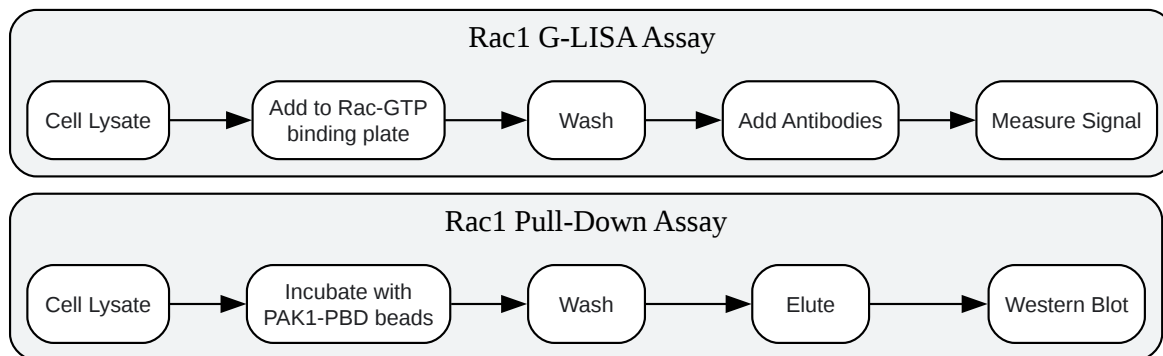 Rac1 G-LISA Assay
Cell Lysate
Add to Rac-GTP
binding plate
Wash
Add Antibodies
Measure Signal
Rac1 Pull-Down Assay
Cell Lysate
Incubate with
PAK1-PBD beads
Wash
Elute
Western Blot